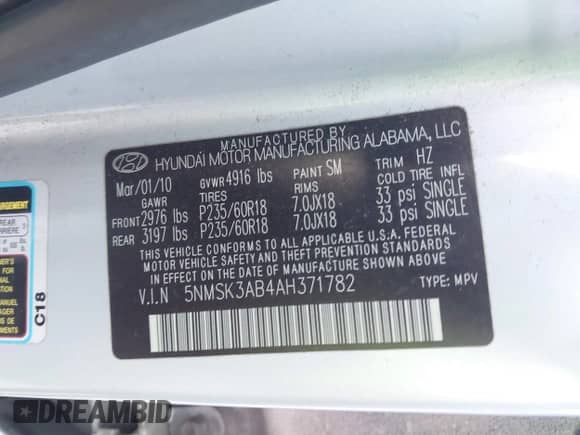 MANUFACTURED BY
HYUNDAI MOTOR MANUFACTURING ALABAMA, LLC
Mar/01/10 GVWR 4916 lbs PAINT SM TRIM HZ
GAWR TIRES RIMS COLD TIRE INFL
FRONT 2976 lbs P235/60R18 7.0JX18 33 psi SINGLE
REAR 3197 lbs P235/60R18 7.0JX18 33 psi SINGLE
THIS VEHICLE CONFORMS TO ALL APPLICABLE U.S.A. FEDERAL
MOTOR VEHICLE SAFETY AND THEFT PREVENTION STANDARDS
IN EFFECT ON THE DATE OF MANUFACTURE SHOWN ABOVE.
V.I.N 5NMSK3AB4AH371782 TYPE: MPV
REAR
C18
DREAMBID